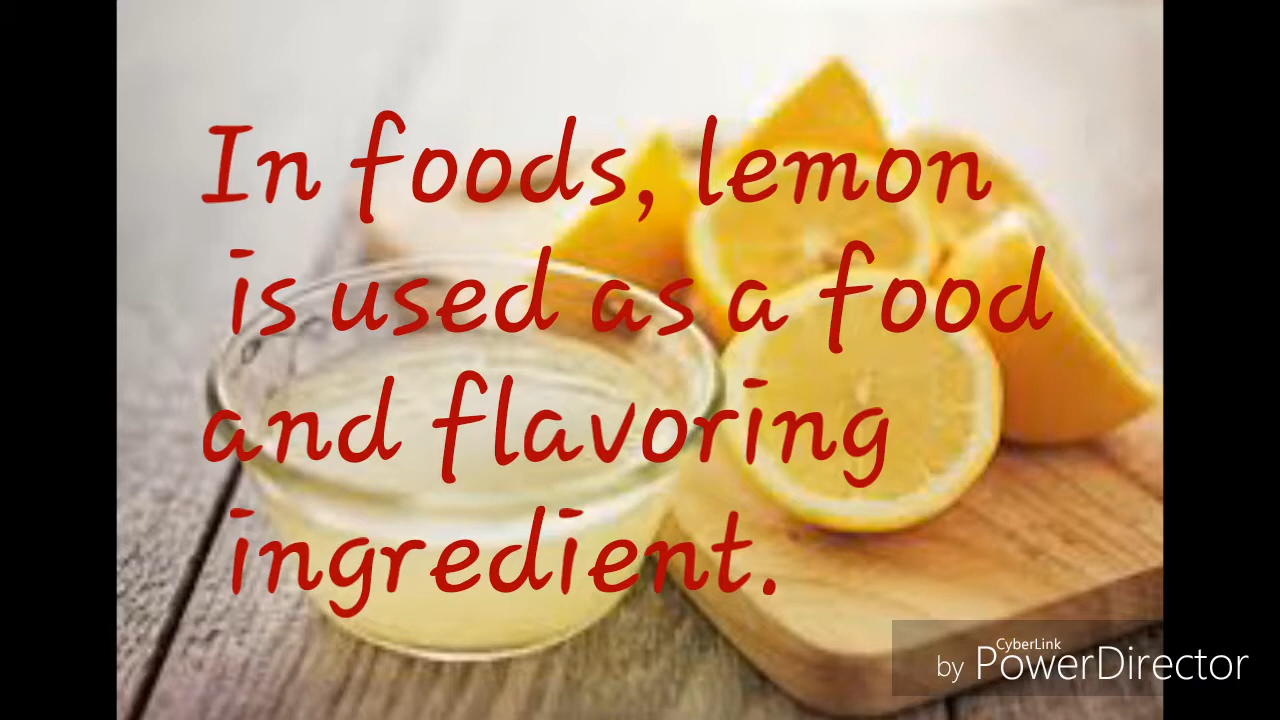 In foods, lemon
is used as a food
and flavoring
ingredient.
CyberLink
by PowerDirector